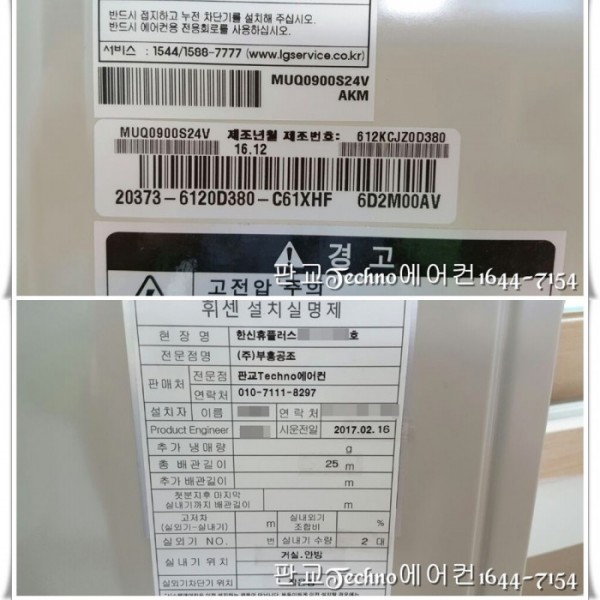 반드시 접지하고 누전 차단기를 설치해 주십시오.
반드시 에어컨용 전용회로를 사용하십시오.
서비스 : 1544/1588-7777 (www.lgservice.co.kr)
MUQ0900S24V
AKM
MUQ0900S24V 제조년월 제조번호: 612KCJZ0D380
16.12
20373-6120D380-C61XHF 6D2M00AV
경 고
고전압 주의
판교Techno에어컨1644-7154
휘센 설치실명제
현 장 명 한신휴플러스 호
전문점명 (주)부흥공조
판매처 전문점 판교Techno에어컨
연락처 010-7111-8297
설치자 이름 연 락 처
Product Engineer 시운전일 2017.02.16
추 가 냉 매 량 g
총 배 관 길 이 25 m
추 가 배 관 길 이 m
첫분지후 마지막
실내기까지 배관길이 m
고저차
(실외기-실내기) m 실내외기
조합비 %
실 외 기 NO. 번 실내기 수량 2 대
실 내 기 위 치 거실.안방
실외기차단기 위치
판교Techno에어컨1644-7154